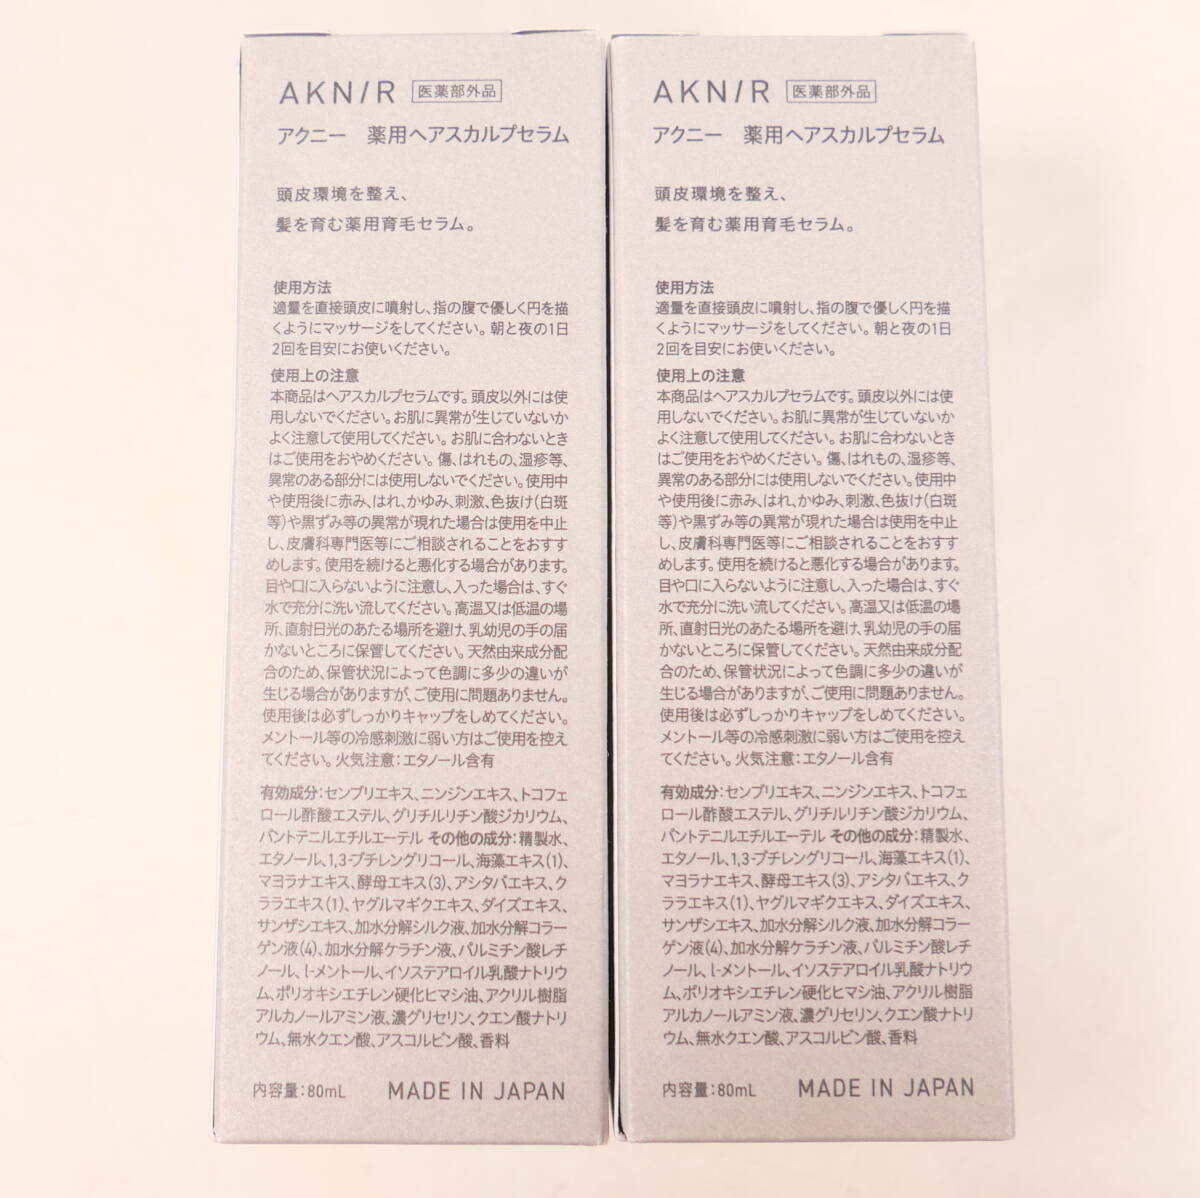 AKN/R 医薬部外品
アクニー 薬用ヘアスカルプセラム
頭皮環境を整え、
髪を育む薬用育毛セラム。
使用方法
適量を直接頭皮に噴射し、指の腹で優しく円を描
くようにマッサージをしてください。朝と夜の1日
2回を目安にお使いください。
使用上の注意
本商品はヘアスカルプセラムです。頭皮以外には使
用しないでください。お肌に異常が生じていないか
よく注意して使用してください。お肌に合わないとき
はご使用をおやめください。傷、はれもの、湿疹等、
異常のある部分には使用しないでください。使用中
や使用後に赤み、はれ、かゆみ、刺激、色抜け(白斑
等)や黒ずみ等の異常が現れた場合は使用を中止
し、皮膚科専門医等にご相談されることをおすす
めします。使用を続けると悪化する場合があります。
目や口に入らないように注意し、入った場合は、すぐ
水で充分に洗い流してください。高温又は低温の場
所、直射日光のあたる場所を避け、乳幼児の手の届
かないところに保管してください。天然由来成分配
合のため、保管状況によって色調に多少の違いが
生じる場合がありますが、ご使用に問題ありません。
使用後は必ずしっかりキャップをしめてください。
メントール等の冷感刺激に弱い方はご使用を控え
てください。火気注意:エタノール含有
有効成分:センブリエキス、ニンジンエキス、トコフェ
ロール酢酸エステル、グリチルリチン酸ジカリウム、
パントテニルエチルエーテル その他の成分:精製水、
エタノール、1,3-ブチレングリコール、海藻エキス(1)、
マヨラナエキス、酵母エキス(3)、アシタバエキス、ク
ララエキス(1)、ヤグルマギクエキス、ダイズエキス、
サンザシエキス、加水分解シルク液、加水分解コラー
ゲン液(4)、加水分解ケラチン液、パルミチン酸レチ
ノール、l-メントール、イソステアロイル乳酸ナトリウ
ム、ポリオキシエチレン硬化ヒマシ油、アクリル樹脂
アルカノールアミン液、濃グリセリン、クエン酸ナトリ
ウム、無水クエン酸、アスコルビン酸、香料
内容量:80mL MADE IN JAPAN
AKN/R 医薬部外品
アクニー 薬用ヘアスカルプセラム
頭皮環境を整え、
髪を育む薬用育毛セラム。
使用方法
適量を直接頭皮に噴射し、指の腹で優しく円を描
くようにマッサージをしてください。朝と夜の1日
2回を目安にお使いください。
使用上の注意
本商品はヘアスカルプセラムです。頭皮以外には使
用しないでください。お肌に異常が生じていないか
よく注意して使用してください。お肌に合わないとき
はご使用をおやめください。傷、はれもの、湿疹等、
異常のある部分には使用しないでください。使用中
や使用後に赤み、はれ、かゆみ、刺激、色抜け(白斑
等)や黒ずみ等の異常が現れた場合は使用を中止
し、皮膚科専門医等にご相談されることをおすす
めします。使用を続けると悪化する場合があります。
目や口に入らないように注意し、入った場合は、すぐ
水で充分に洗い流してください。高温又は低温の場
所、直射日光のあたる場所を避け、乳幼児の手の届
かないところに保管してください。天然由来成分配
合のため、保管状況によって色調に多少の違いが
生じる場合がありますが、ご使用に問題ありません。
使用後は必ずしっかりキャップをしめてください。
メントール等の冷感刺激に弱い方はご使用を控え
てください。火気注意:エタノール含有
有効成分:センブリエキス、ニンジンエキス、トコフェ
ロール酢酸エステル、グリチルリチン酸ジカリウム、
パントテニルエチルエーテル その他の成分:精製水、
エタノール、1,3-ブチレングリコール、海藻エキス(1)、
マヨラナエキス、酵母エキス(3)、アシタバエキス、ク
ララエキス(1)、ヤグルマギクエキス、ダイズエキス、
サンザシエキス、加水分解シルク液、加水分解コラー
ゲン液(4)、加水分解ケラチン液、パルミチン酸レチ
ノール、l-メントール、イソステアロイル乳酸ナトリウ
ム、ポリオキシエチレン硬化ヒマシ油、アクリル樹脂
アルカノールアミン液、濃グリセリン、クエン酸ナトリ
ウム、無水クエン酸、アスコルビン酸、香料
内容量:80mL MADE IN JAPAN